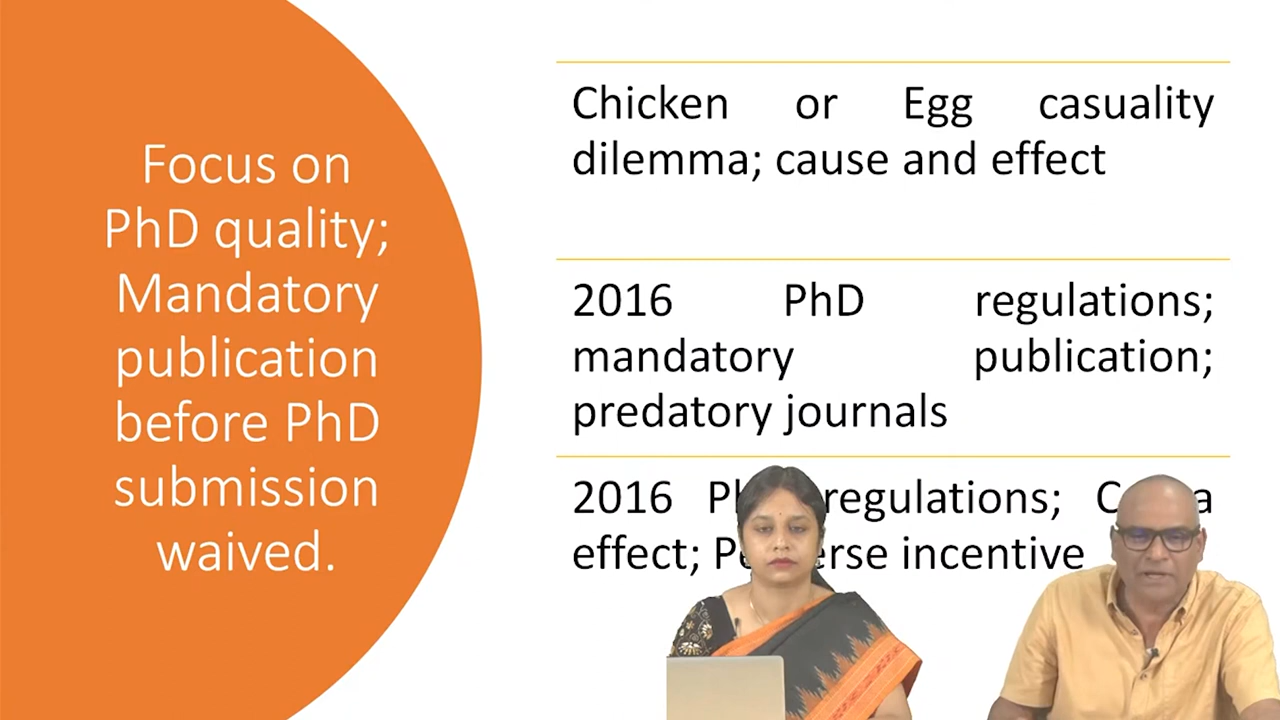 Focus on
PhD quality;
Mandatory
publication
before PhD
submission
waived.
Chicken or Egg casuality
dilemma; cause and effect
2016 PhD regulations;
mandatory publication;
predatory journals
2016 regulations;
effect; incentive